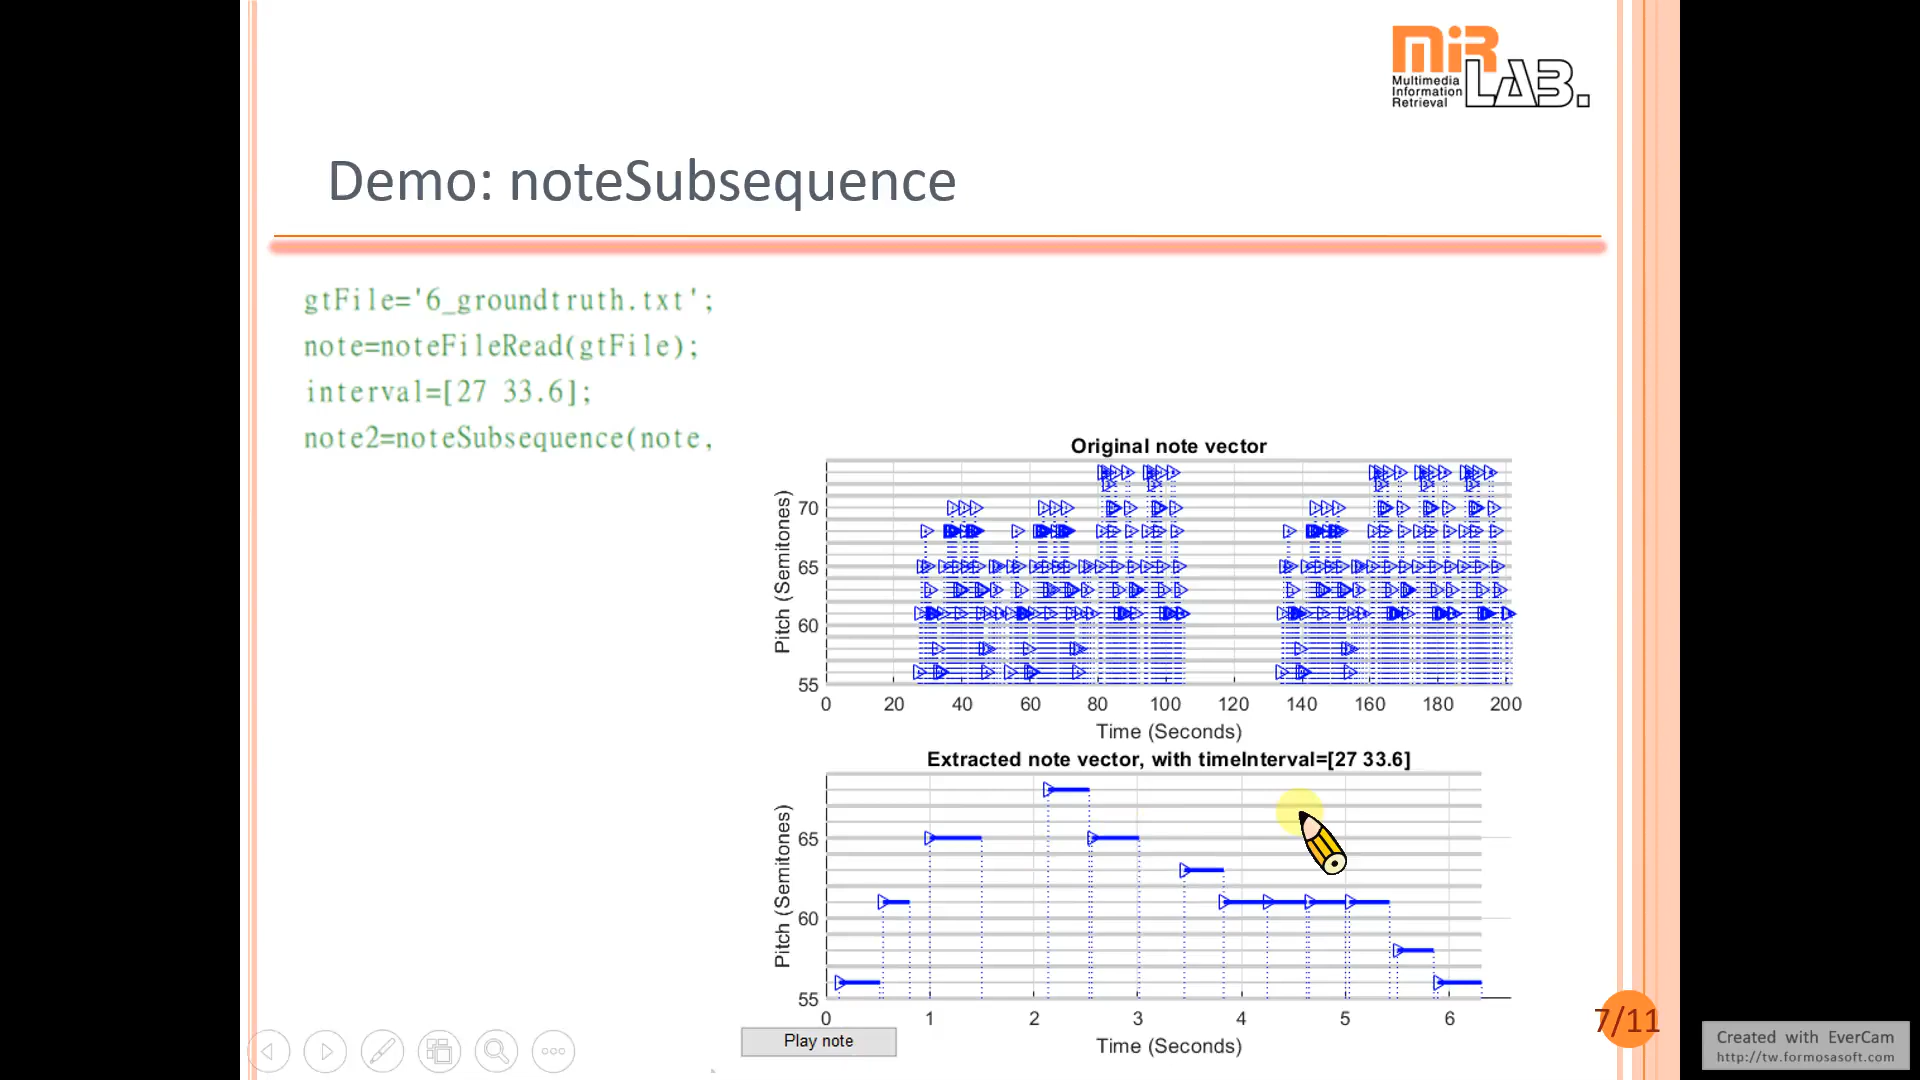 MiR
LAB.
Multimedia
Information
Retrieval
Demo: noteSubsequence
gtFile='6_groundtruth.txt';
note=noteFileRead(gtFile);
interval=[27 33.6];
note2=noteSubsequence(note,
Original note vector
Pitch (Semitones)
70
65
60
55
0 20 40 60 80 100 120 140 160 180 200
Time (Seconds)
Extracted note vector, with timeInterval=[27 33.6]
Pitch (Semitones)
65
60
55
0 1 2 3 4 5 6
Time (Seconds)
Play note
7/11
Created with EverCam
http://tw.formosasoft.com